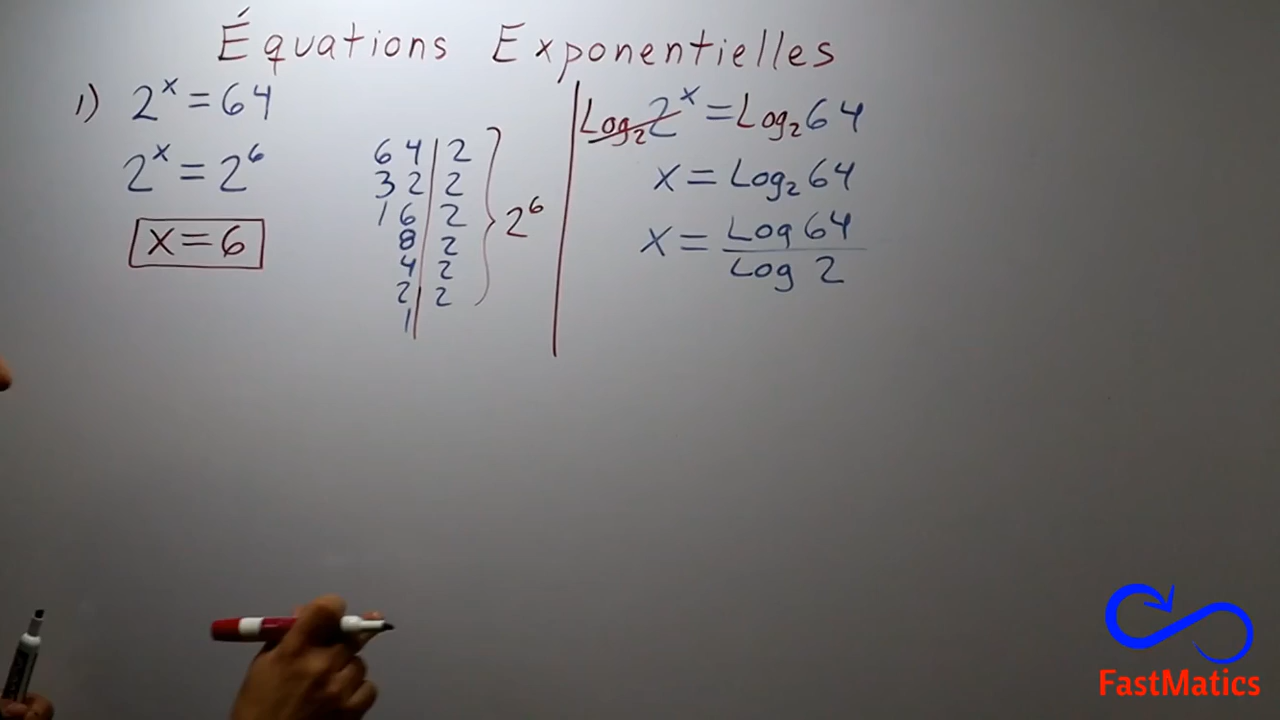 Équations Exponentielles
1) 2^x = 64
2^x = 2^6
x = 6
64 | 2
32 | 2
16 | 2
8 | 2
4 | 2
2 | 2
1
2^6
Log₂ 2^x = Log₂ 64
x = Log₂ 64
x = Log 64
Log 2
FastMatics